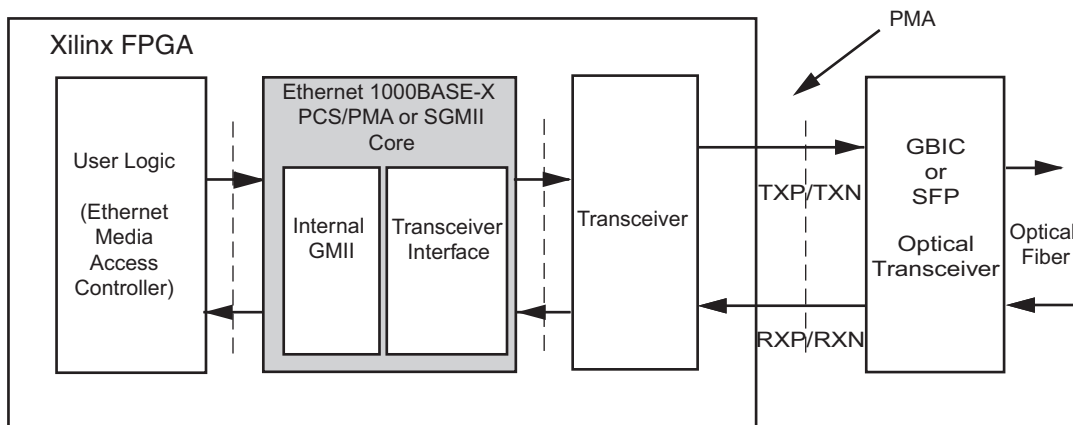 PMA
Xilinx FPGA
User Logic
(Ethernet
Media
Access
Controller)
Ethernet 1000BASE-X
PCS/PMA or SGMII
Core
Internal
GMII
Transceiver
Interface
Transceiver
TXP/TXN
RXP/RXN
GBIC
or
SFP
Optical
Transceiver
Optical
Fiber